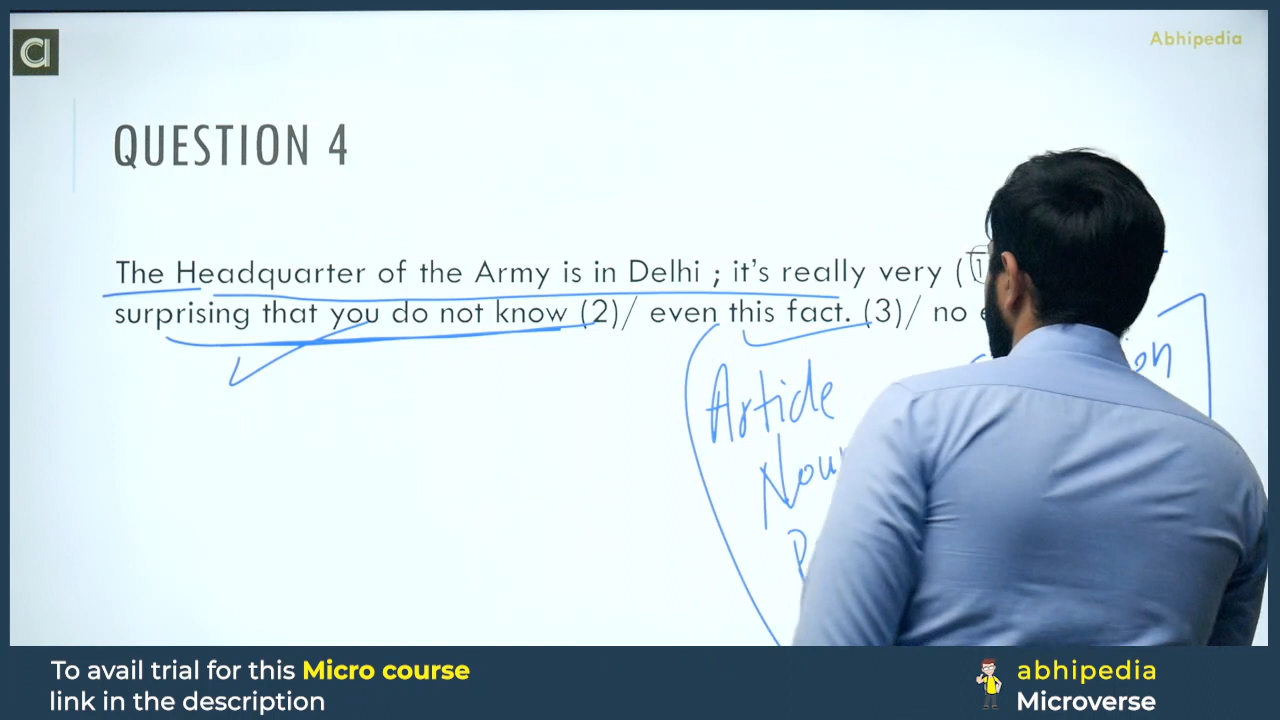 Abhipedia
QUESTION 4
The Headquarter of the Army is in Delhi ; it's really very (1
surprising that you do not know (2)/ even this fact. (3)/ no
Article
Noun
To avail trial for this Micro course
link in the description
abhipedia
Microverse